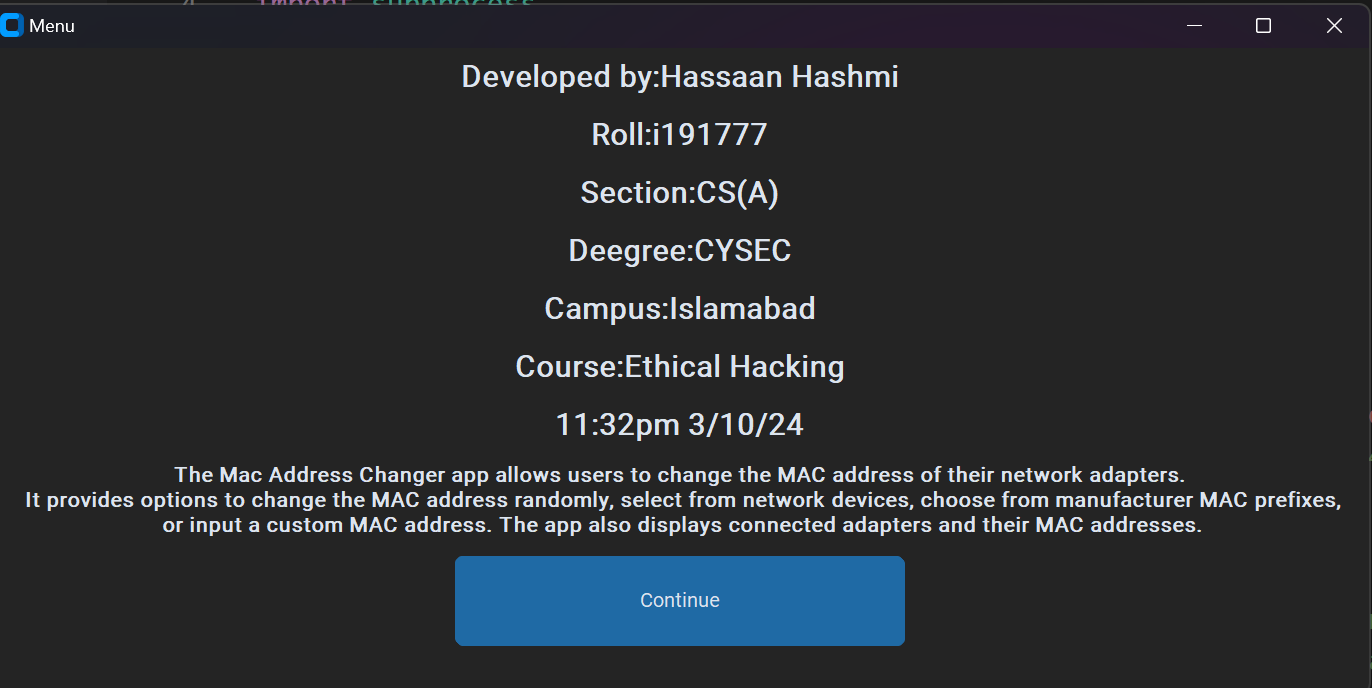 4 import subprocess
Menu
Developed by:Hassaan Hashmi
Roll:i191777
Section:CS(A)
Deegree:CYSEC
Campus:Islamabad
Course:Ethical Hacking
11:32pm 3/10/24
The Mac Address Changer app allows users to change the MAC address of their network adapters.
It provides options to change the MAC address randomly, select from network devices, choose from manufacturer MAC prefixes,
or input a custom MAC address. The app also displays connected adapters and their MAC addresses.
Continue